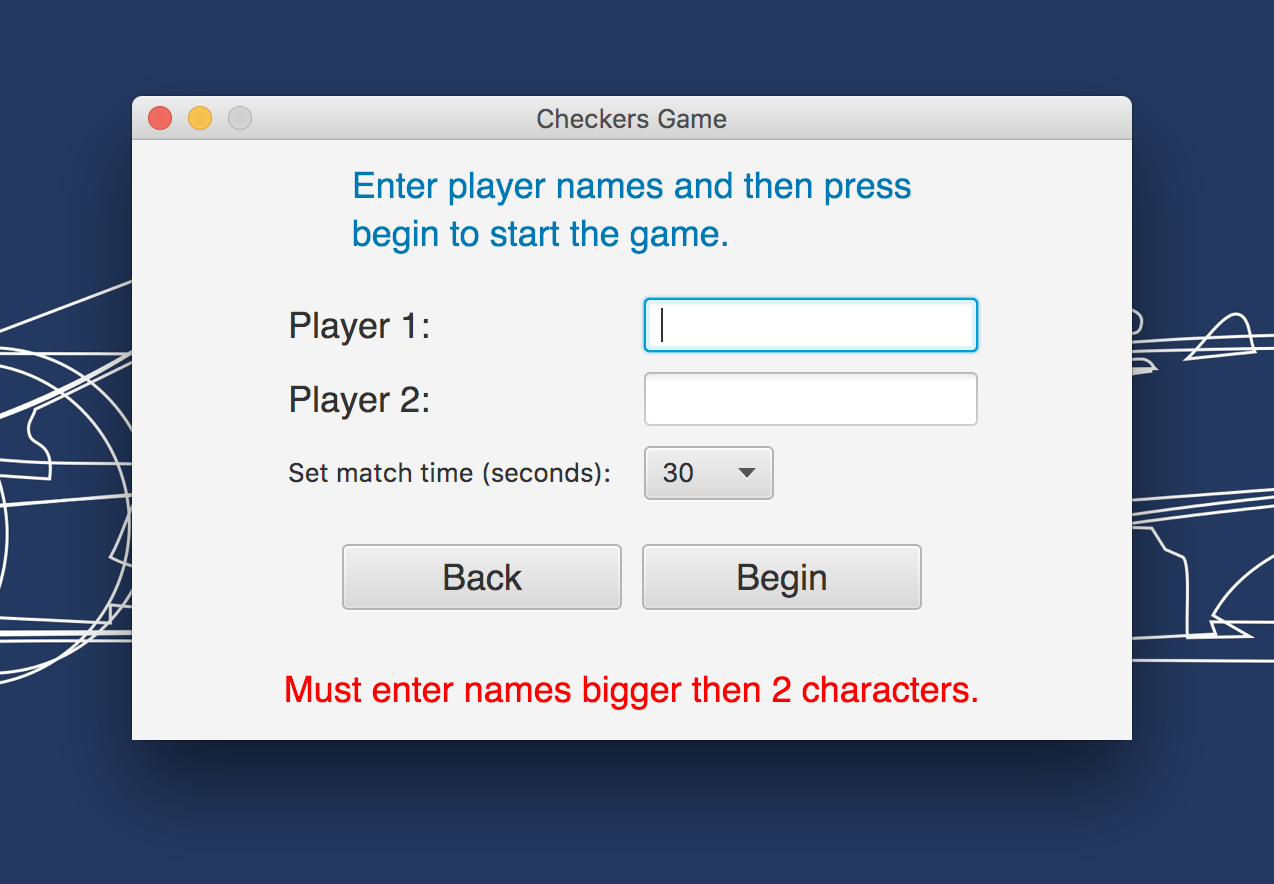 Checkers Game
Enter player names and then press
begin to start the game.
Player 1:
Player 2:
Set match time (seconds): 30
Back Begin
Must enter names bigger then 2 characters.